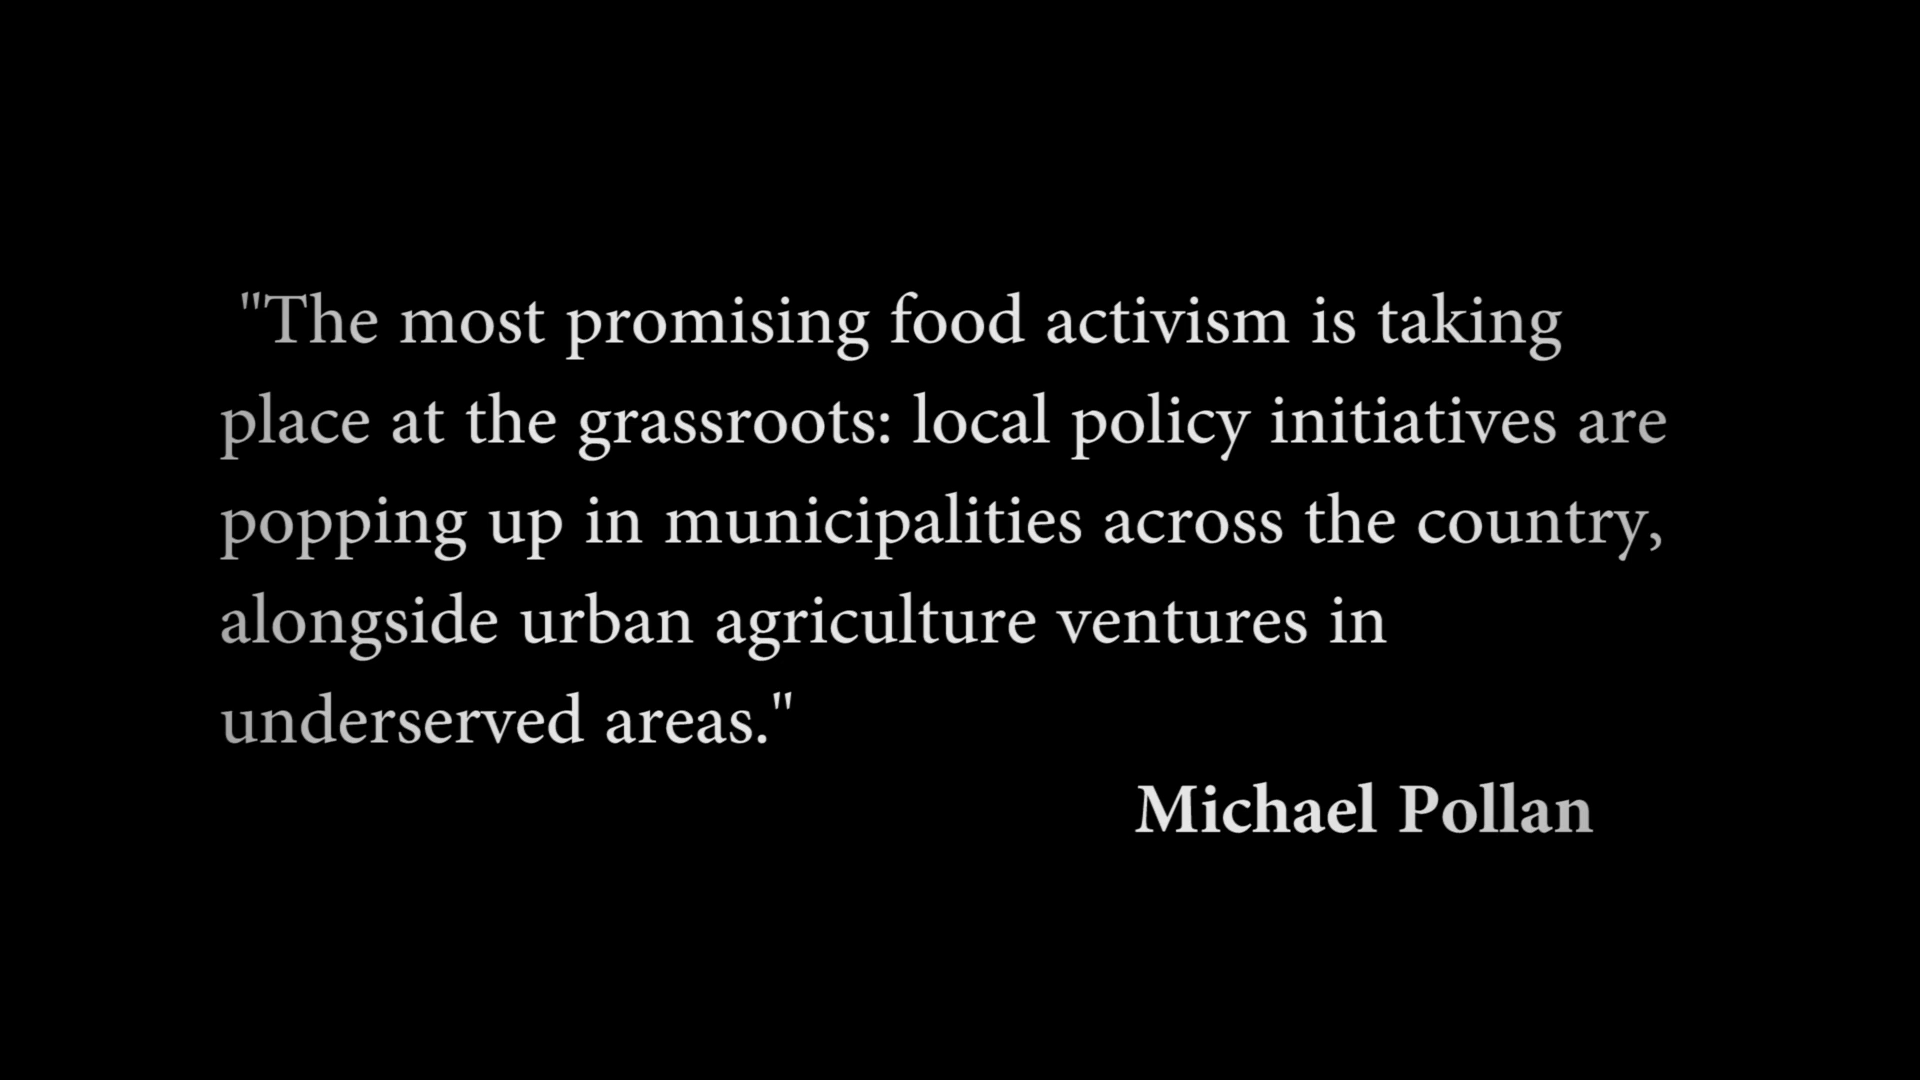 "The most promising food activism is taking
place at the grassroots: local policy initiatives are
popping up in municipalities across the country,
alongside urban agriculture ventures in
underserved areas."
Michael Pollan